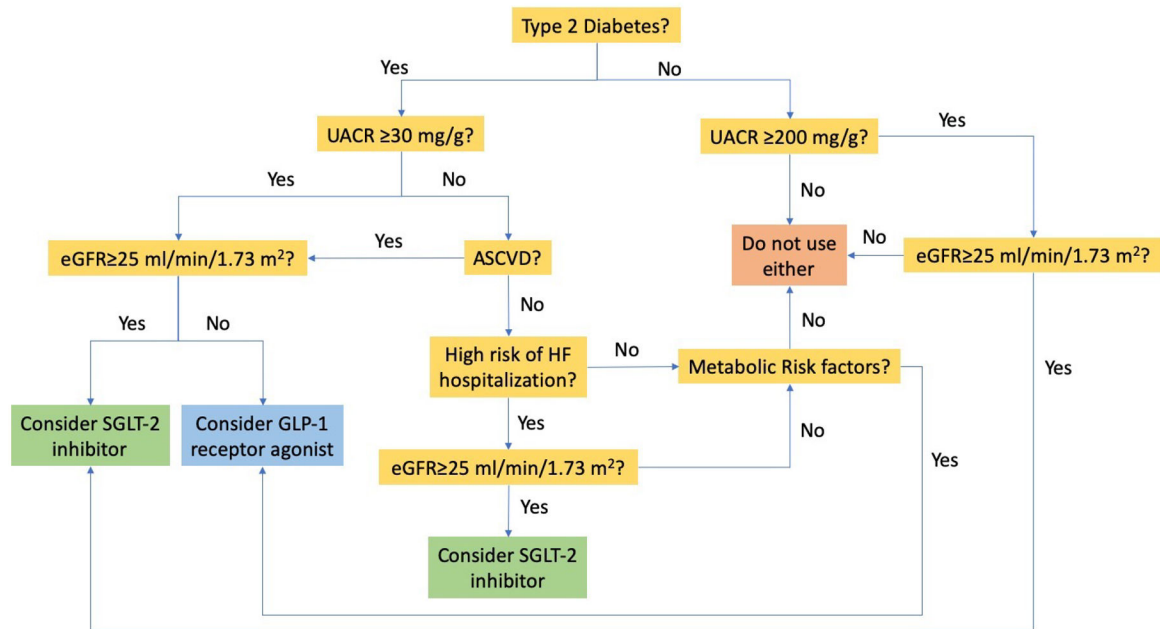 Type 2 Diabetes?
Yes
No
UACR ≥30 mg/g?
UACR ≥200 mg/g?
Yes
Yes
No
No
eGFR≥25 ml/min/1.73 m²?
Yes
ASCVD?
Do not use
either
No
eGFR≥25 ml/min/1.73 m²?
No
Yes
No
High risk of HF
hospitalization?
No
Metabolic Risk factors?
No
Yes
Consider SGLT-2
inhibitor
Consider GLP-1
receptor agonist
Yes
No
eGFR≥25 ml/min/1.73 m²?
Yes
Yes
Consider SGLT-2
inhibitor